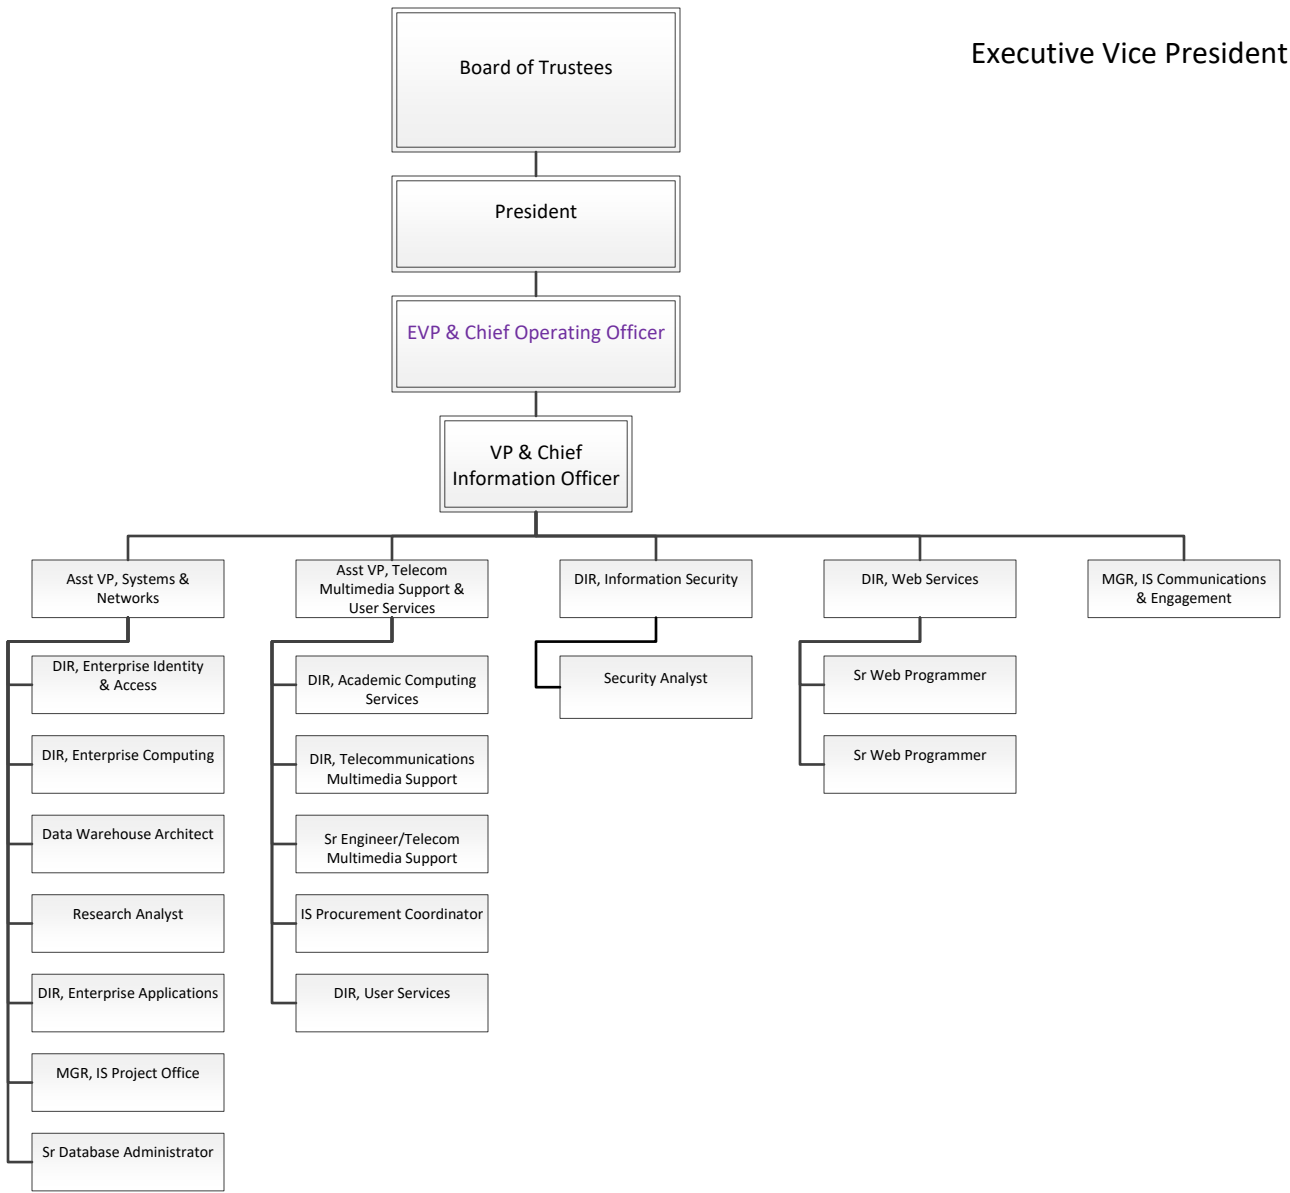 Executive Vice President
Board of Trustees
President
EVP & Chief Operating Officer
VP & Chief
Information Officer
Asst VP, Systems &
Networks
DIR, Enterprise Identity
& Access
DIR, Enterprise Computing
Data Warehouse Architect
Research Analyst
DIR, Enterprise Applications
MGR, IS Project Office
Sr Database Administrator
Asst VP, Telecom
Multimedia Support &
User Services
DIR, Academic Computing
Services
DIR, Telecommunications
Multimedia Support
Sr Engineer/Telecom
Multimedia Support
IS Procurement Coordinator
DIR, User Services
DIR, Information Security
Security Analyst
DIR, Web Services
Sr Web Programmer
Sr Web Programmer
MGR, IS Communications
& Engagement